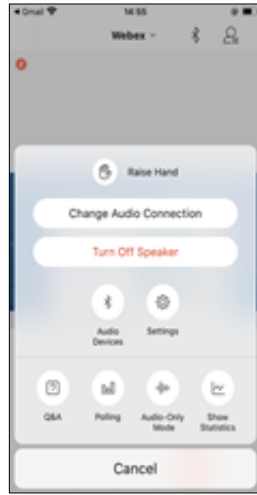 Gmail 14:55
Webex
Raise Hand
Change Audio Connection
Turn Off Speaker
Audio
Devices
Settings
Q&A
Polling
Audio-Only
Mode
Show
Statistics
Cancel